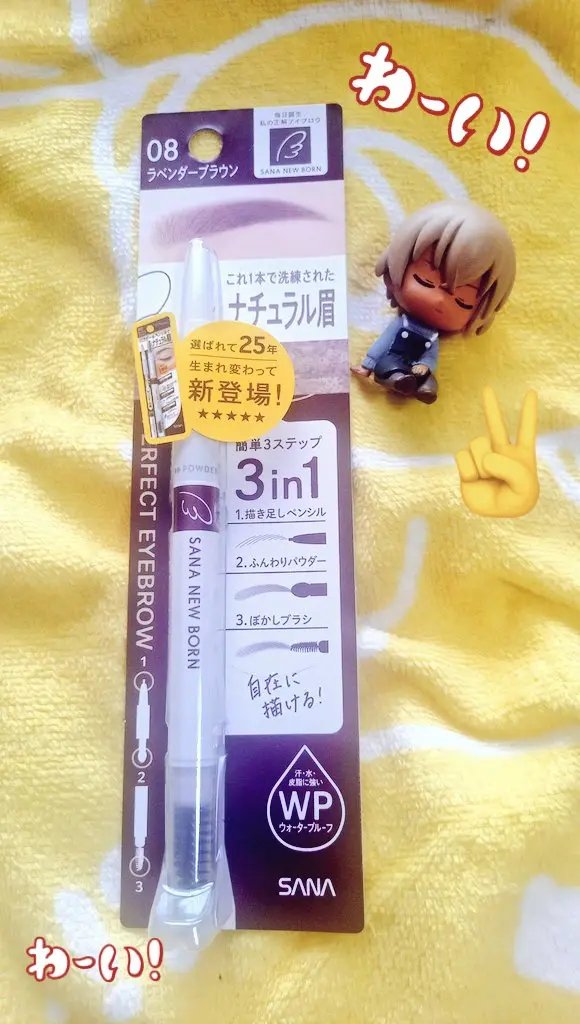 わーい!
08
ラベンダーブラウン
毎日誕生
私の正解アイブロウ
SANA NEW BORN
これ1本で洗練された
ナチュラル眉
選ばれて25年
生まれ変わって
新登場!
★★★★★
簡単3ステップ
3in1
1.描き足しペンシル
2.ふんわりパウダー
3.ぼかしブラシ
自在に
描ける!
POWDER
SANA NEW BORN
PERFECT EYEBROW
1
2
3
汗・水・
皮脂に強い
WP
ウォータープルーフ
SANA
わーい!